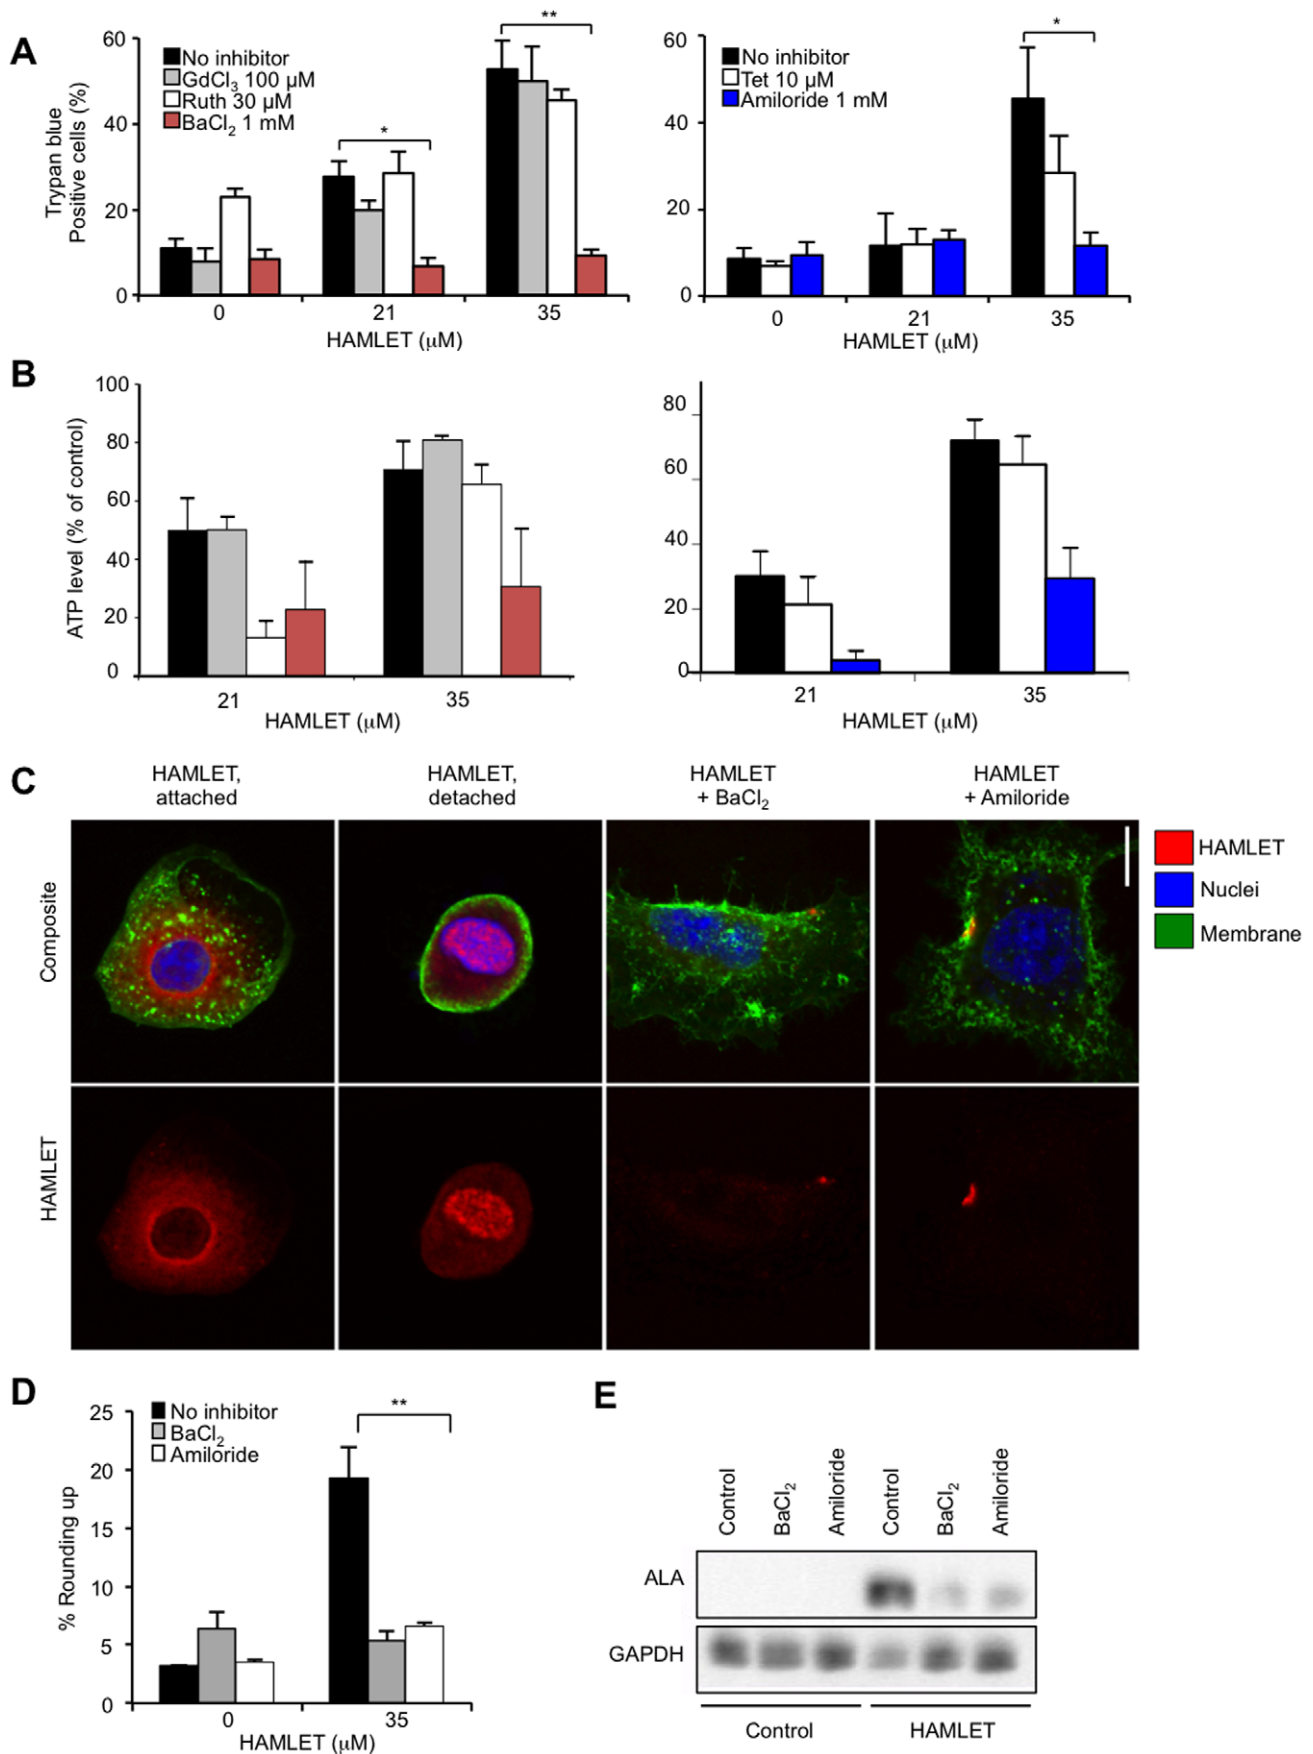 A
Trypan blue
Positive cells (%)
60
40
20
0
No inhibitor
GdCl3 100 μM
Ruth 30 μM
BaCl2 1 mM
*
**
0
21
35
HAMLET (μM)
60
40
20
0
No inhibitor
Tet 10 μM
Amiloride 1 mM
*
0
21
35
HAMLET (μM)
B
ATP level (% of control)
100
80
60
40
20
0
21
35
HAMLET (μM)
80
60
40
20
0
21
35
HAMLET (μM)
C
HAMLET,
attached
HAMLET,
detached
HAMLET
+ BaCl2
HAMLET
+ Amiloride
Composite
HAMLET
HAMLET
Nuclei
Membrane
D
% Rounding up
25
20
15
10
5
0
No inhibitor
BaCl2
Amiloride
**
0
35
HAMLET (μM)
E
Control
BaCl2
Amiloride
Control
BaCl2
Amiloride
ALA
GAPDH
Control
HAMLET